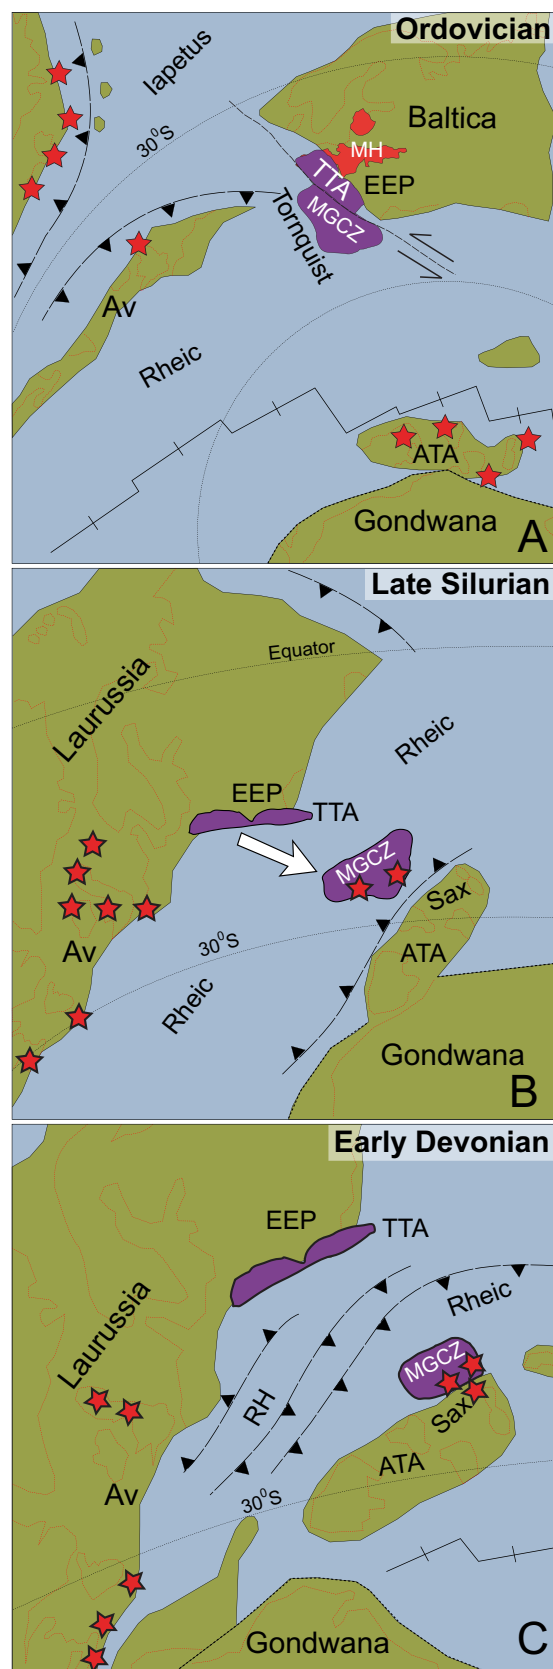 Ordovician
Iapetus
30⁰S
Baltica
MH
TTA
EEP
MGCZ
Tornquist
Av
Rheic
ATA
Gondwana
A
Late Silurian
Equator
Laurussia
Rheic
EEP
TTA
MGCZ
Sax
Av
30⁰S
ATA
Rheic
Gondwana
B
Early Devonian
EEP
TTA
Rheic
Laurussia
MGCZ
RH
Sax
ATA
Av
30⁰S
Gondwana
C